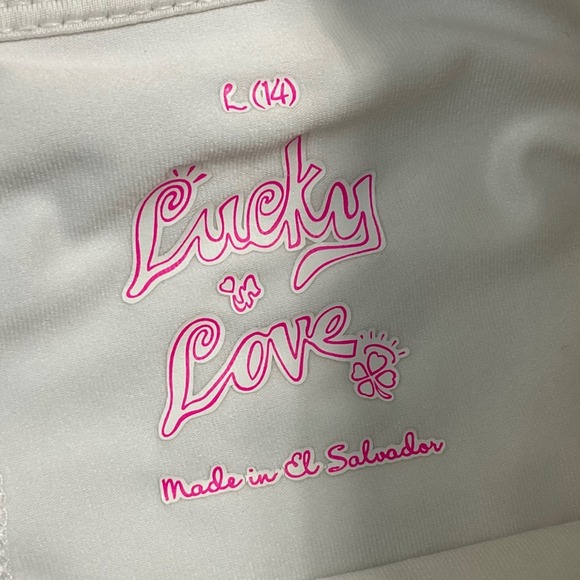 L (14)
Lucky
in
Love
Made in El Salvador